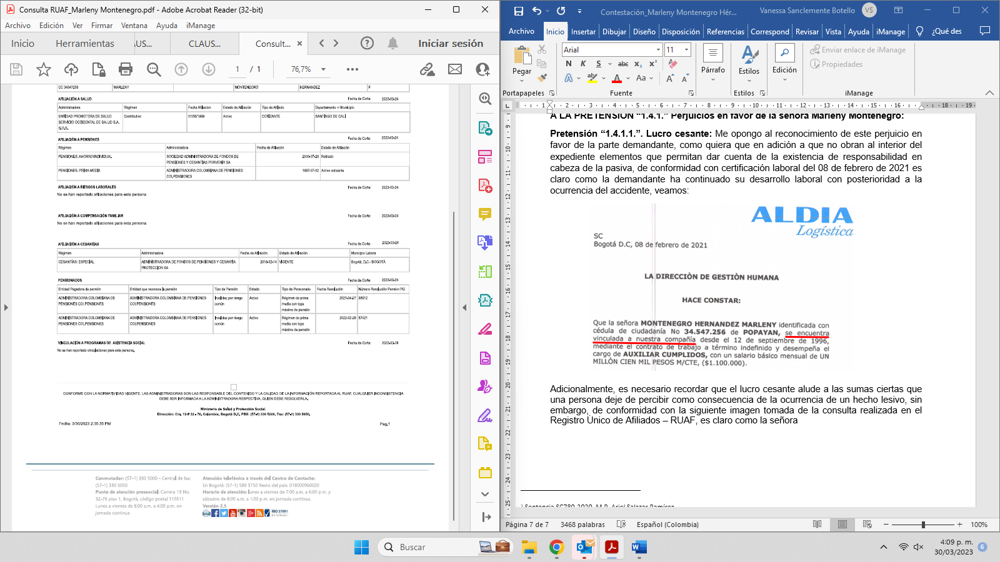 Consulta RUAF_Marleny Montenegro.pdf - Adobe Acrobat Reader (32-bit)
Archivo Edición Ver Firmar Ventana Ayuda iManage
Inicio Herramientas CLAUS... Consult... Iniciar sesión
1 / 1 76,7%
CC 34547256 MARLENY MONTENEGRO HERNANDEZ F
AFILIACIÓN A SALUD Fecha de Corte: 2023-03-24
Administradora Régimen Fecha Afiliacion Estado de Afiliación Tipo de Afiliado Departamento -> Municipio
ENTIDAD PROMOTORA DE SALUD Contributivo 01/06/1999 Activo COTIZANTE SANTIAGO DE CALI
SERVICIO OCCIDENTAL DE SALUD S.A.
S.O.S.
AFILIACIÓN A PENSIONES Fecha de Corte: 2023-03-24
Régimen Administradora Fecha de Afiliación Estado de Afiliación
PENSIONES: AHORRO INDIVIDUAL SOCIEDAD ADMINISTRADORA DE FONDOS DE 2000-07-26 Retirado
PENSIONES Y CESANTIAS PORVENIR SA
PENSIONES: PRIMA MEDIA ADMINISTRADORA COLOMBIANA DE PENSIONES 1987-07-02 Activo cotizante
COLPENSIONES
AFILIACIÓN A RIESGOS LABORALES Fecha de Corte: 2023-03-24
No se han reportado afiliaciones para esta persona
AFILIACIÓN A COMPENSACIÓN FAMILIAR Fecha de Corte: 2023-03-24
No se han reportado afiliaciones para esta persona
AFILIACIÓN A CESANTIAS Fecha de Corte: 2023-03-24
Régimen Administradora Fecha de Afiliación Estado de Afiliación Municipio Labora
CESANTIAS: ESPECIAL ADMINISTRADORA DE FONDOS DE PENSIONES Y CESANTIA 2018-02-14 VIGENTE Bogotá, D.C.- BOGOTÁ
PROTECCION SA
PENSIONADOS Fecha de Corte: 2023-03-24
Entidad Pagadora de pensión Entidad que reconoce la pensión Tipo de Pensión Estado Tipo de Pensionado Fecha Resolución Número Resolución Pension PG
ADMINISTRADORA COLOMBIANA DE ADMINISTRADORA COLOMBIANA DE PENSIONES Invalidez por riesgo Activo Régimen de prima 2021-04-27 98912
PENSIONES COLPENSIONES COLPENSIONES común media con tope
máximo de pensión
ADMINISTRADORA COLOMBIANA DE ADMINISTRADORA COLOMBIANA DE PENSIONES Invalidez por riesgo Activo Régimen de prima 2022-02-28 57421
PENSIONES COLPENSIONES COLPENSIONES común media con tope
máximo de pensión
VINCULACIÓN A PROGRAMAS DE ASISTENCIA SOCIAL Fecha de Corte: 2022-03-24
No se han reportado vinculaciones para esta persona.
CONFORME CON LA NORMATIVIDAD VIGENTE, LAS ADMINISTRADORAS SON LAS RESPONSABLE DEL CONTENIDO Y LA CALIDAD DE LA INFORMACIÓN REPORTADA AL RUAF, CUALQUIER INCONSISTENCIA
DEBE SER INFORMADA A LA ADMINISTRADORA RESPECTIVA, QUIEN DEBE RESOLVERLA.
Ministerio de Salud y Protección Social.
Dirección: Cra. 13 # 32 - 76, Colombia, Bogotá D.C, PBX: (57-1) 330 5000, Fax: (57-1) 330 5050.
Fecha: 3/30/2023 2:35:35 PM Pag.1
Conmutador: (57-1) 330 5000 - Central de fax:
(57-1) 330 5050
Punto de atención presencial: Carrera 13 No.
32-76 piso 1, Bogotá, código postal 110311
Lunes a viernes de 8:00 a.m. a 4:00 p.m. en
jornada continua
Atención telefónica a través del Centro de Contacto:
En Bogotá: (57-1) 589 3750 Resto del país: 018000960020
Horario de atención: lunes a viernes de 7:00 a.m. a 6:00 p.m. y
sábados de 8:00 a.m. a 1:00 p.m. en jornada continua.
Versión 2.5
ISO 27001
Contestación_Marleny Montenegro Hér... Vanessa Sanclemente Botello VS
Archivo Inicio Insertar Dibujar Diseño Disposición Referencias Correspond Revisar Vista Ayuda iManage ¿Qué des
Pegar Arial 11 Párrafo Estilos Edición
Enviar enlace de iManage
Propiedades
N K S abc x₂ x²
Portapapeles Fuente Estilos iManage
A LA PRETENSIÓN “1.4.1.” Perjuicios en favor de la señora Marleny Montenegro:
Pretensión “1.4.1.1.”. Lucro cesante: Me opongo al reconocimiento de este perjuicio en
favor de la parte demandante, como quiera que en adición a que no obran al interior del
expediente elementos que permitan dar cuenta de la existencia de responsabilidad en
cabeza de la pasiva, de conformidad con certificación laboral del 08 de febrero de 2021 es
claro como la demandante ha continuado su desarrollo laboral con posterioridad a la
ocurrencia del accidente, veamos:
ALDIA
Logística
SC
Bogotá D.C, 08 de febrero de 2021
LA DIRECCIÒN DE GESTIÒN HUMANA
HACE CONSTAR:
Que la señora MONTENEGRO HERNANDEZ MARLENY identificada con
cédula de ciudadanía No 34.547.256 de POPAYAN, se encuentra
vinculada a nuestra compañía desde el 12 de septiembre de 1996,
mediante el contrato de trabajo a término indefinido y desempeña el
cargo de AUXILIAR CUMPLIDOS, con un salario básico mensual de UN
MILLÒN CIEN MIL PESOS M/CTE, ($1.100.000).
Adicionalmente, es necesario recordar que el lucro cesante alude a las sumas ciertas que
una persona deje de percibir como consecuencia de la ocurrencia de un hecho lesivo, sin
embargo, de conformidad con la siguiente imagen tomada de la consulta realizada en el
Registro Único de Afiliados – RUAF, es claro como la señora
1 Sentencia SC780-2020. M.P. Ariel Salazar Ramírez
Página 7 de 7 3468 palabras Español (Colombia) 100%
Buscar
4:09 p. m.
30/03/2023
6